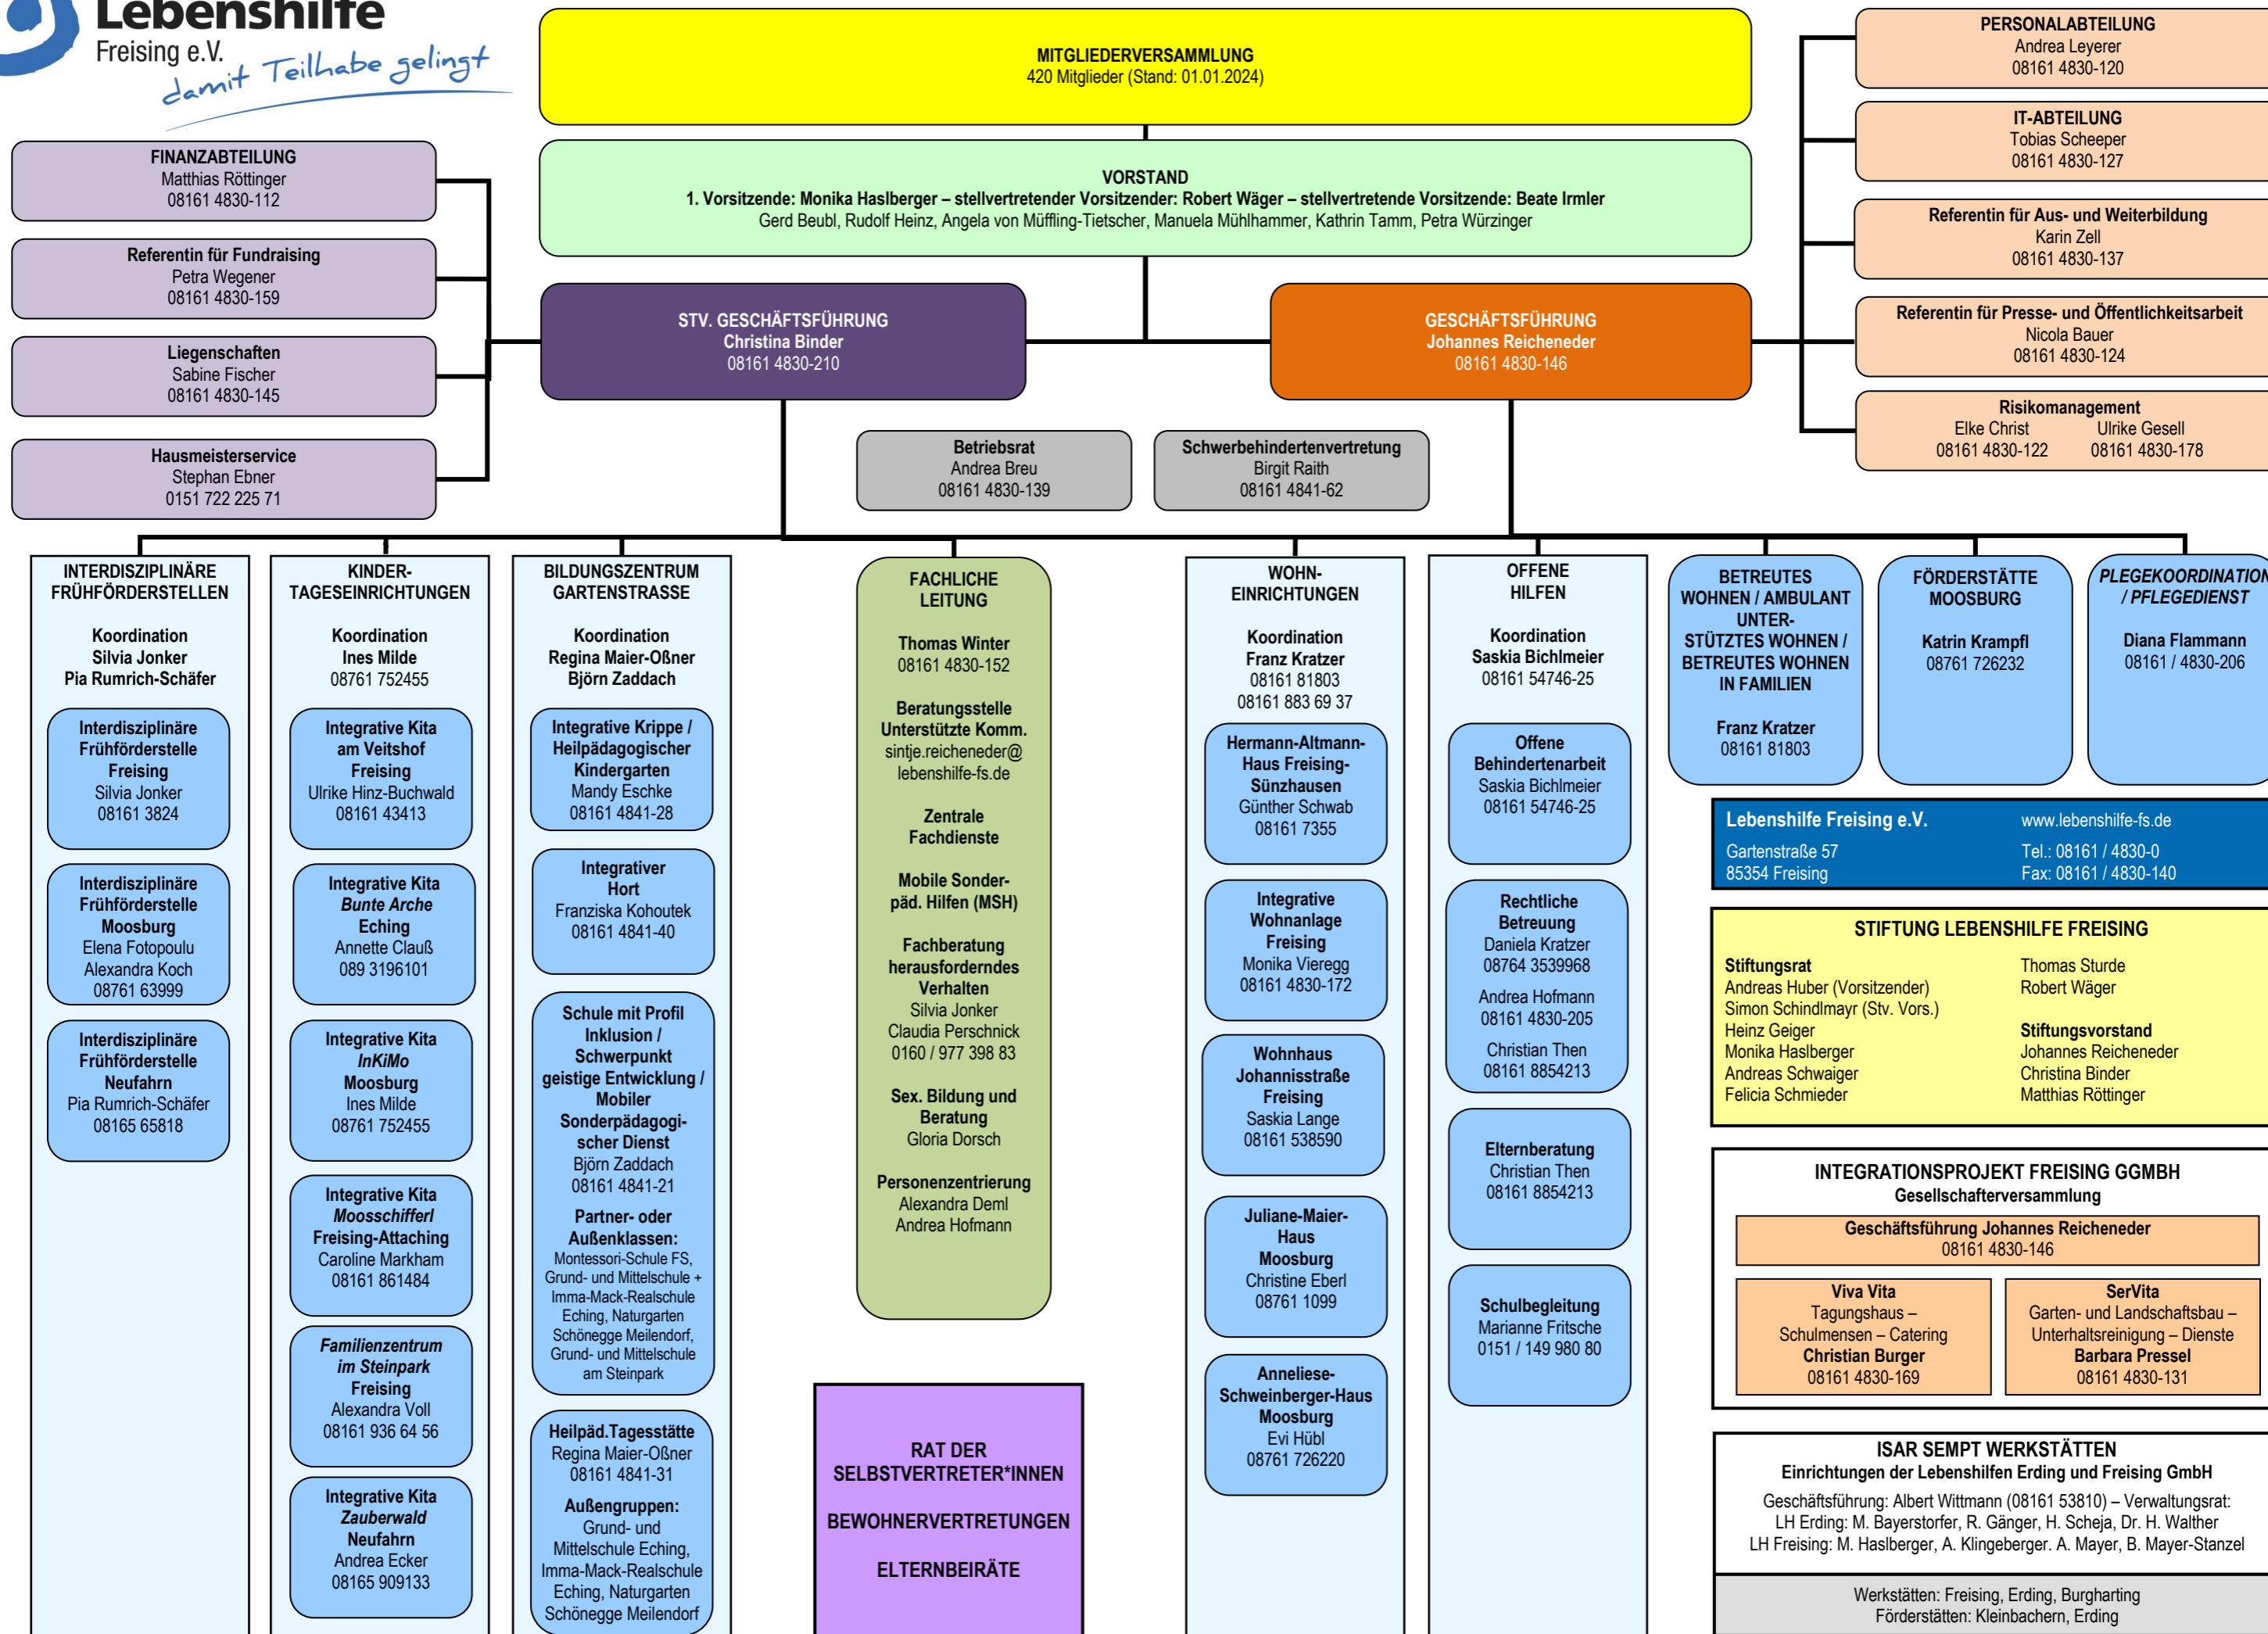 Lebenshilfe
Freising e.V.
damit Teilhabe gelingt
MITGLIEDERVERSAMMLUNG
420 Mitglieder (Stand: 01.01.2024)
VORSTAND
1. Vorsitzende: Monika Haslberger – stellvertretender Vorsitzender: Robert Wäger – stellvertretende Vorsitzende: Beate Irmler
Gerd Beubl, Rudolf Heinz, Angela von Müffling-Tietscher, Manuela Mühlhammer, Kathrin Tamm, Petra Würzinger
FINANZABTEILUNG
Matthias Röttinger
08161 4830-112
Referentin für Fundraising
Petra Wegener
08161 4830-159
Liegenschaften
Sabine Fischer
08161 4830-145
Hausmeisterservice
Stephan Ebner
0151 722 225 71
STV. GESCHÄFTSFÜHRUNG
Christina Binder
08161 4830-210
GESCHÄFTSFÜHRUNG
Johannes Reicheneder
08161 4830-146
PERSONALABTEILUNG
Andrea Leyerer
08161 4830-120
IT-ABTEILUNG
Tobias Scheeper
08161 4830-127
Referentin für Aus- und Weiterbildung
Karin Zell
08161 4830-137
Referentin für Presse- und Öffentlichkeitsarbeit
Nicola Bauer
08161 4830-124
Risikomanagement
Elke Christ Ulrike Gesell
08161 4830-122 08161 4830-178
Betriebsrat
Andrea Breu
08161 4830-139
Schwerbehindertenvertretung
Birgit Raith
08161 4841-62
INTERDISZIPLINÄRE
FRÜHFÖRDERSTELLEN
Koordination
Silvia Jonker
Pia Rumrich-Schäfer
Interdisziplinäre
Frühförderstelle
Freising
Silvia Jonker
08161 3824
Interdisziplinäre
Frühförderstelle
Moosburg
Elena Fotopoulu
Alexandra Koch
08761 63999
Interdisziplinäre
Frühförderstelle
Neufahrn
Pia Rumrich-Schäfer
08165 65818
KINDER-
TAGESEINRICHTUNGEN
Koordination
Ines Milde
08761 752455
Integrative Kita
am Veitshof
Freising
Ulrike Hinz-Buchwald
08161 43413
Integrative Kita
Bunte Arche
Eching
Annette Clauß
089 3196101
Integrative Kita
InKiMo
Moosburg
Ines Milde
08761 752455
Integrative Kita
Moosschifferl
Freising-Attaching
Caroline Markham
08161 861484
Familienzentrum
im Steinpark
Freising
Alexandra Voll
08161 936 64 56
Integrative Kita
Zauberwald
Neufahrn
Andrea Ecker
08165 909133
BILDUNGSZENTRUM
GARTENSTRASSE
Koordination
Regina Maier-Oßner
Björn Zaddach
Integrative Krippe /
Heilpädagogischer
Kindergarten
Mandy Eschke
08161 4841-28
Integrativer
Hort
Franziska Kohoutek
08161 4841-40
Schule mit Profil
Inklusion /
Schwerpunkt
geistige Entwicklung /
Mobiler
Sonderpädagogi-
scher Dienst
Björn Zaddach
08161 4841-21
Partner- oder
Außenklassen:
Montessori-Schule FS,
Grund- und Mittelschule +
Imma-Mack-Realschule
Eching, Naturgarten
Schönegge Meilendorf,
Grund- und Mittelschule
am Steinpark
Heilpäd.Tagesstätte
Regina Maier-Oßner
08161 4841-31
Außengruppen:
Grund- und
Mittelschule Eching,
Imma-Mack-Realschule
Eching, Naturgarten
Schönegge Meilendorf
FACHLICHE
LEITUNG
Thomas Winter
08161 4830-152
Beratungsstelle
Unterstützte Komm.
sintje.reicheneder@
lebenshilfe-fs.de
Zentrale
Fachdienste
Mobile Sonder-
päd. Hilfen (MSH)
Fachberatung
herausforderndes
Verhalten
Silvia Jonker
Claudia Perschnick
0160 / 977 398 83
Sex. Bildung und
Beratung
Gloria Dorsch
Personenzentrierung
Alexandra Deml
Andrea Hofmann
RAT DER
SELBSTVERTRETER*INNEN
BEWOHNERVERTRETUNGEN
ELTERNBEIRÄTE
WOHN-
EINRICHTUNGEN
Koordination
Franz Kratzer
08161 81803
08161 883 69 37
Hermann-Altmann-
Haus Freising-
Sünzhausen
Günther Schwab
08161 7355
Integrative
Wohnanlage
Freising
Monika Vieregg
08161 4830-172
Wohnhaus
Johannisstraße
Freising
Saskia Lange
08161 538590
Juliane-Maier-
Haus
Moosburg
Christine Eberl
08761 1099
Anneliese-
Schweinberger-Haus
Moosburg
Evi Hübl
08761 726220
OFFENE
HILFEN
Koordination
Saskia Bichlmeier
08161 54746-25
Offene
Behindertenarbeit
Saskia Bichlmeier
08161 54746-25
Rechtliche
Betreuung
Daniela Kratzer
08764 3539968
Andrea Hofmann
08161 4830-205
Christian Then
08161 8854213
Elternberatung
Christian Then
08161 8854213
Schulbegleitung
Marianne Fritsche
0151 / 149 980 80
BETREUTES
WOHNEN / AMBULANT
UNTER-
STÜTZTES WOHNEN /
BETREUTES WOHNEN
IN FAMILIEN
Franz Kratzer
08161 81803
FÖRDERSTÄTTE
MOOSBURG
Katrin Krampfl
08761 726232
PLEGEKOORDINATION
/ PFLEGEDIENST
Diana Flammann
08161 / 4830-206
Lebenshilfe Freising e.V. www.lebenshilfe-fs.de
Gartenstraße 57 Tel.: 08161 / 4830-0
85354 Freising Fax: 08161 / 4830-140
STIFTUNG LEBENSHILFE FREISING
Stiftungsrat
Andreas Huber (Vorsitzender)
Simon Schindlmayr (Stv. Vors.)
Heinz Geiger
Monika Haslberger
Andreas Schwaiger
Felicia Schmieder
Thomas Sturde
Robert Wäger
Stiftungsvorstand
Johannes Reicheneder
Christina Binder
Matthias Röttinger
INTEGRATIONSPROJEKT FREISING GGMBH
Gesellschafterversammlung
Geschäftsführung Johannes Reicheneder
08161 4830-146
Viva Vita
Tagungshaus –
Schulmensen – Catering
Christian Burger
08161 4830-169
SerVita
Garten- und Landschaftsbau –
Unterhaltsreinigung – Dienste
Barbara Pressel
08161 4830-131
ISAR SEMPT WERKSTÄTTEN
Einrichtungen der Lebenshilfen Erding und Freising GmbH
Geschäftsführung: Albert Wittmann (08161 53810) – Verwaltungsrat:
LH Erding: M. Bayerstorfer, R. Gänger, H. Scheja, Dr. H. Walther
LH Freising: M. Haslberger, A. Klingeberger. A. Mayer, B. Mayer-Stanzel
Werkstätten: Freising, Erding, Burgharting
Förderstätten: Kleinbachern, Erding